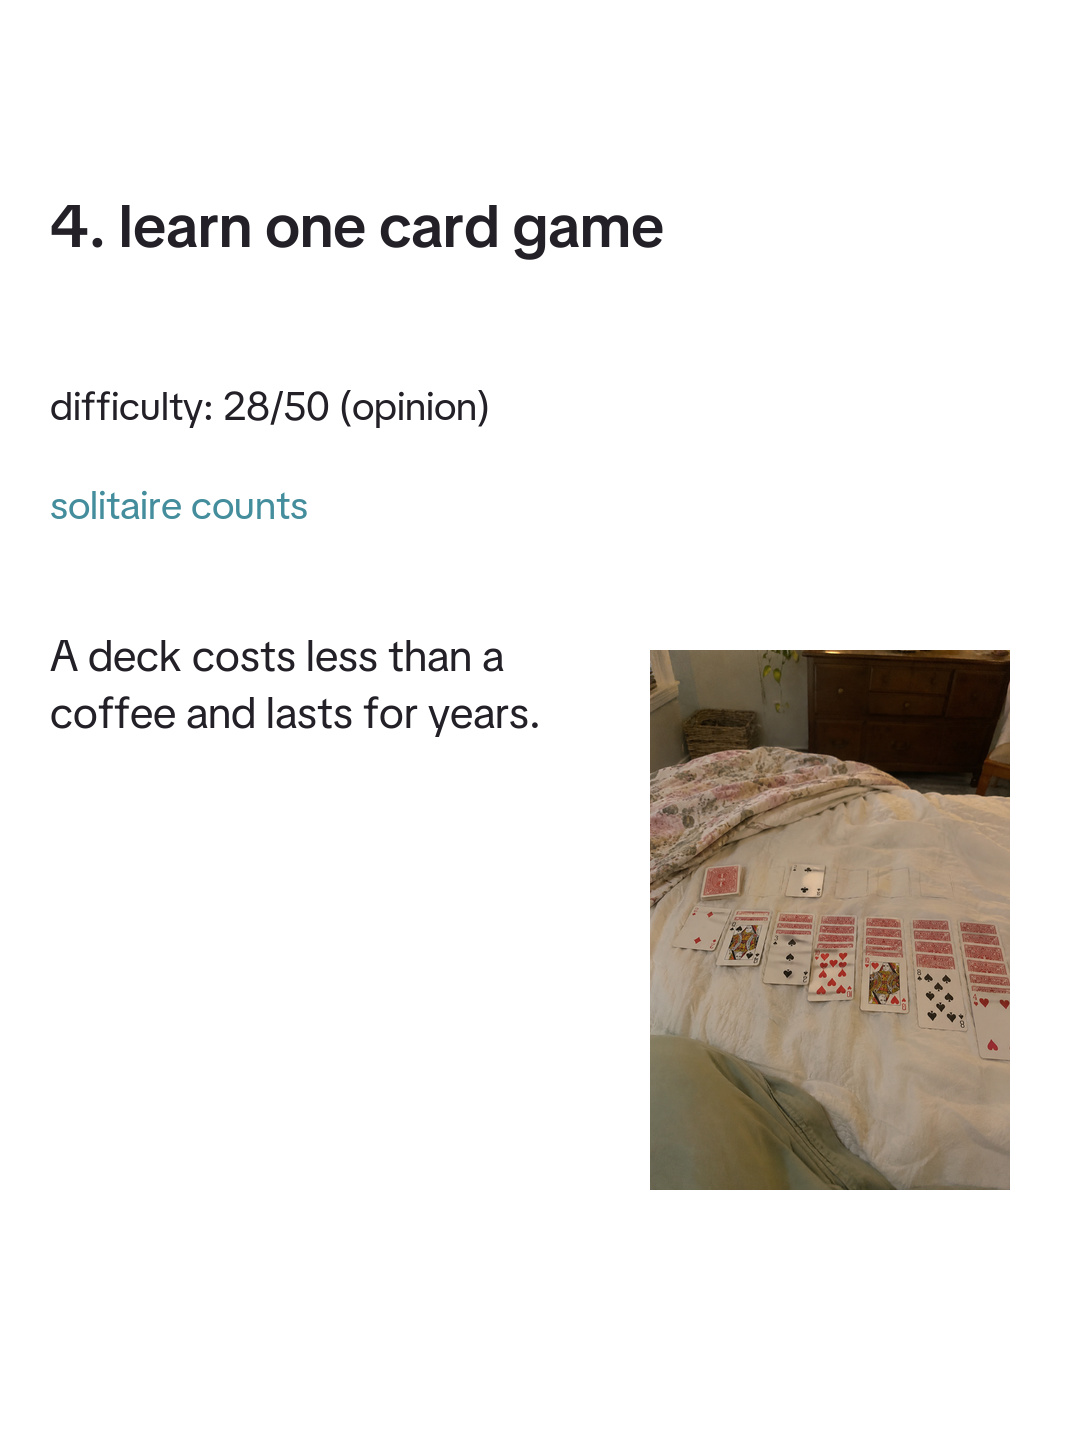 4. learn one card game
difficulty: 28/50 (opinion)
solitaire counts
A deck costs less than a
coffee and lasts for years.